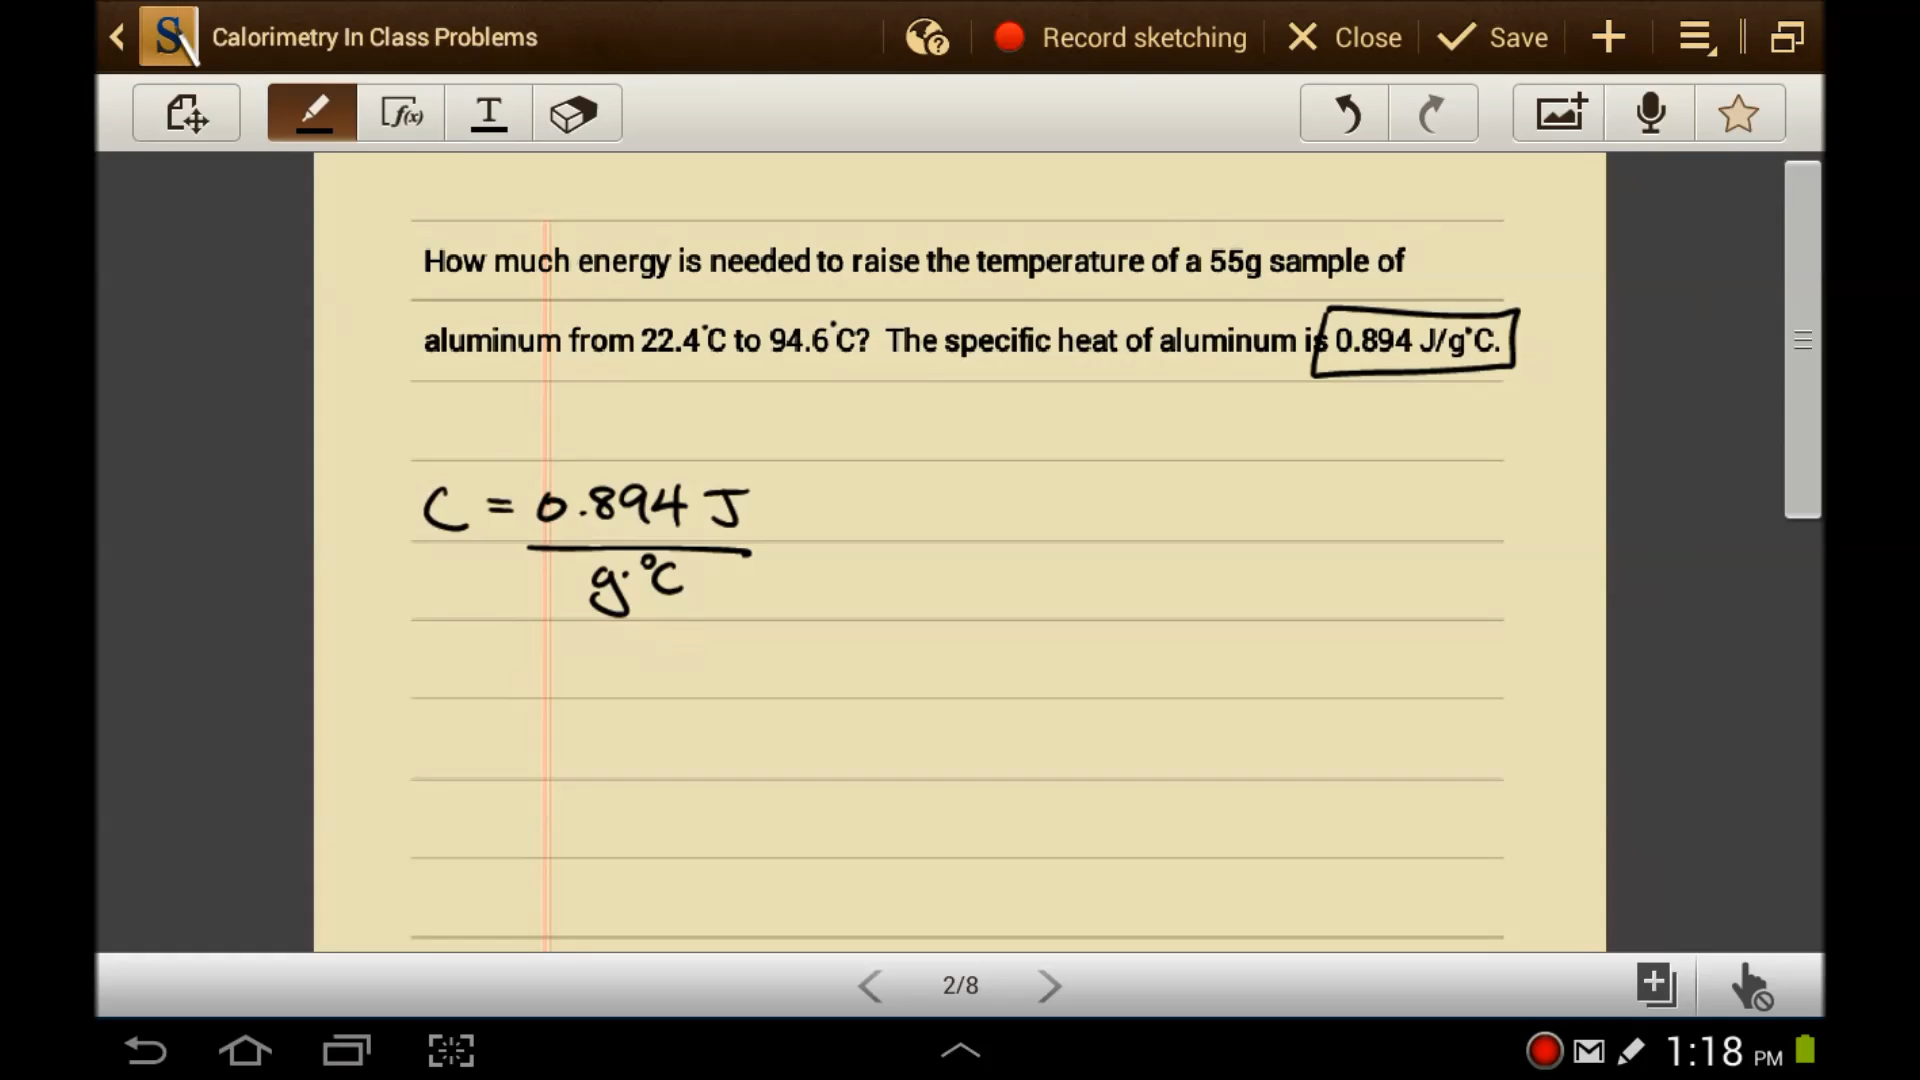 Calorimetry In Class Problems
Record sketching
Close
Save
f(x)
T
How much energy is needed to raise the temperature of a 55g sample of
aluminum from 22.4°C to 94.6°C? The specific heat of aluminum is 0.894 J/g°C.
C = 0.894 J
g·°C
2/8
1:18 PM